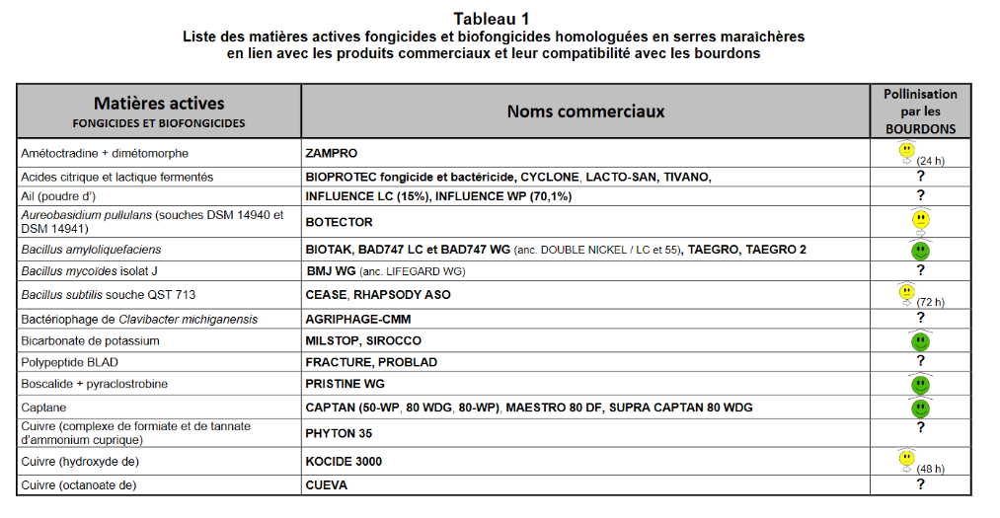 Tableau 1
Liste des matières actives fongicides et biofongicides homologuées en serres maraîchères
en lien avec les produits commerciaux et leur compatibilité avec les bourdons
Matières actives
FONGICIDES ET BIOFONGICIDES
Noms commerciaux
Pollinisation
par les
BOURDONS
Amétoctradine + dimétomorphe
ZAMPRO
(24 h)
Acides citrique et lactique fermentés
BIOPROTEC fongicide et bactéricide, CYCLONE, LACTO-SAN, TIVANO,
?
Ail (poudre d')
INFLUENCE LC (15%), INFLUENCE WP (70,1%)
?
Aureobasidium pullulans (souches DSM 14940 et
DSM 14941)
BOTECTOR
Bacillus amyloliquefaciens
BIOTAK, BAD747 LC et BAD747 WG (anc. DOUBLE NICKEL / LC et 55), TAEGRO, TAEGRO 2
Bacillus mycoïdes isolat J
BMJ WG (anc. LIFEGARD WG)
?
Bacillus subtilis souche QST 713
CEASE, RHAPSODY ASO
(72 h)
Bactériophage de Clavibacter michiganensis
AGRIPHAGE-CMM
?
Bicarbonate de potassium
MILSTOP, SIROCCO
Polypeptide BLAD
FRACTURE, PROBLAD
?
Boscalide + pyraclostrobine
PRISTINE WG
Captane
CAPTAN (50-WP, 80 WDG, 80-WP), MAESTRO 80 DF, SUPRA CAPTAN 80 WDG
Cuivre (complexe de formiate et de tannate
d'ammonium cuprique)
PHYTON 35
?
Cuivre (hydroxyde de)
KOCIDE 3000
(48 h)
Cuivre (octanoate de)
CUEVA
?